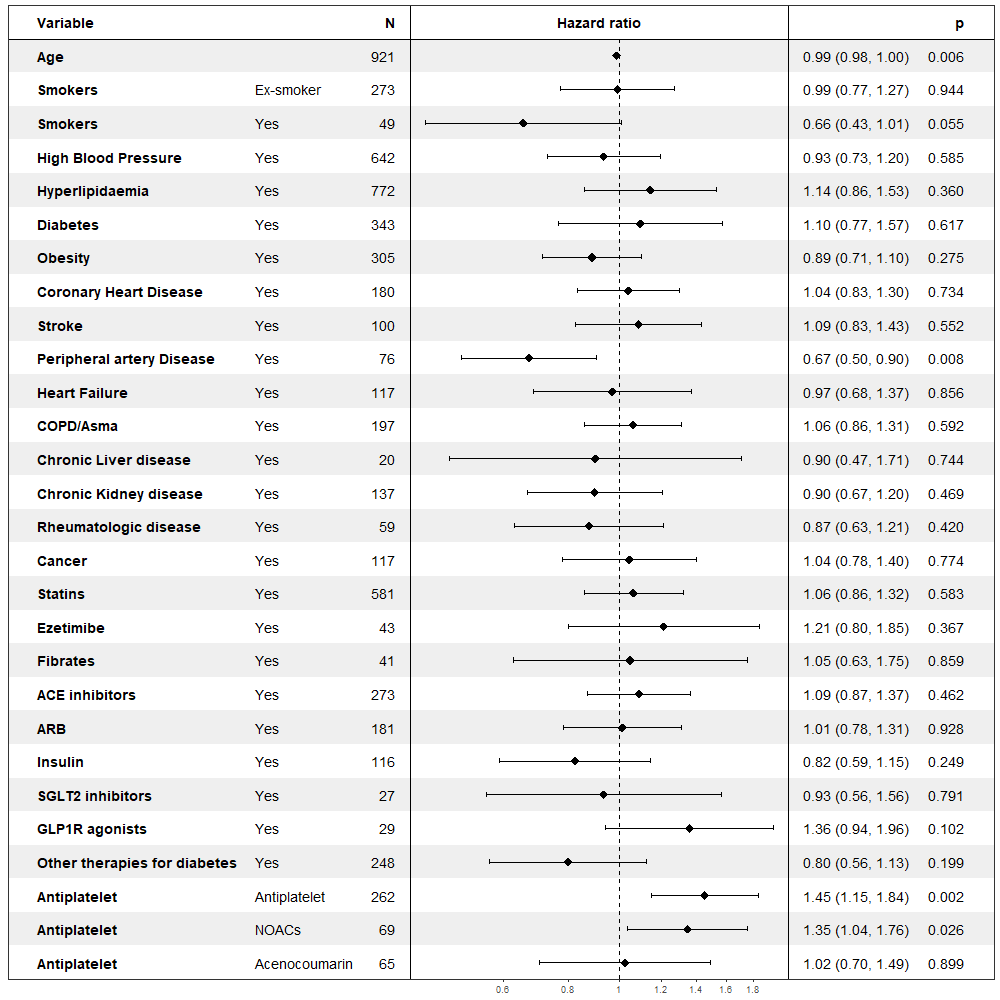 Variable N Hazard ratio p
Age 921 0.99 (0.98, 1.00) 0.006
Smokers Ex-smoker 273 0.99 (0.77, 1.27) 0.944
Smokers Yes 49 0.66 (0.43, 1.01) 0.055
High Blood Pressure Yes 642 0.93 (0.73, 1.20) 0.585
Hyperlipidaemia Yes 772 1.14 (0.86, 1.53) 0.360
Diabetes Yes 343 1.10 (0.77, 1.57) 0.617
Obesity Yes 305 0.89 (0.71, 1.10) 0.275
Coronary Heart Disease Yes 180 1.04 (0.83, 1.30) 0.734
Stroke Yes 100 1.09 (0.83, 1.43) 0.552
Peripheral artery Disease Yes 76 0.67 (0.50, 0.90) 0.008
Heart Failure Yes 117 0.97 (0.68, 1.37) 0.856
COPD/Asma Yes 197 1.06 (0.86, 1.31) 0.592
Chronic Liver disease Yes 20 0.90 (0.47, 1.71) 0.744
Chronic Kidney disease Yes 137 0.90 (0.67, 1.20) 0.469
Rheumatologic disease Yes 59 0.87 (0.63, 1.21) 0.420
Cancer Yes 117 1.04 (0.78, 1.40) 0.774
Statins Yes 581 1.06 (0.86, 1.32) 0.583
Ezetimibe Yes 43 1.21 (0.80, 1.85) 0.367
Fibrates Yes 41 1.05 (0.63, 1.75) 0.859
ACE inhibitors Yes 273 1.09 (0.87, 1.37) 0.462
ARB Yes 181 1.01 (0.78, 1.31) 0.928
Insulin Yes 116 0.82 (0.59, 1.15) 0.249
SGLT2 inhibitors Yes 27 0.93 (0.56, 1.56) 0.791
GLP1R agonists Yes 29 1.36 (0.94, 1.96) 0.102
Other therapies for diabetes Yes 248 0.80 (0.56, 1.13) 0.199
Antiplatelet Antiplatelet 262 1.45 (1.15, 1.84) 0.002
Antiplatelet NOACs 69 1.35 (1.04, 1.76) 0.026
Antiplatelet Acenocoumarin 65 1.02 (0.70, 1.49) 0.899
0.6 0.8 1 1.2 1.4 1.6 1.8